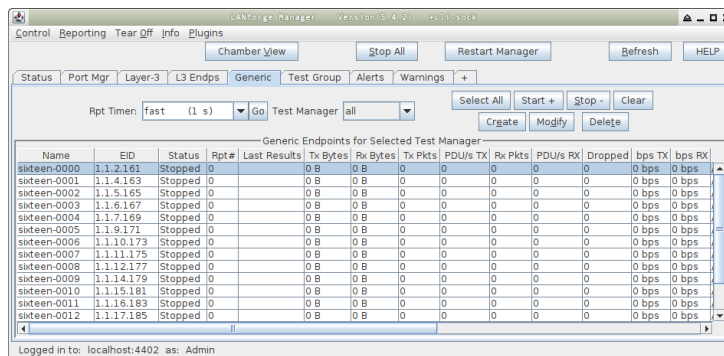 LANforge Manager Version(5.4.2) +cli-sock
Control Reporting Tear Off Info Plugins
Chamber View Stop All Restart Manager Refresh HELP
Status Port Mgr Layer-3 L3 Endps Generic Test Group Alerts Warnings +
Rpt Timer: fast (1 s) Go Test Manager all Select All Start + Stop - Clear
Create Modify Delete
Generic Endpoints for Selected Test Manager
Name EID Status Rpt# Last Results Tx Bytes Rx Bytes Tx Pkts PDU/s TX Rx Pkts PDU/s RX Dropped bps TX bps RX
sixteen-0000 1.1.2.161 Stopped 0 0 B 0 B 0 0 0 0 0 0 bps 0 bps
sixteen-0001 1.1.4.163 Stopped 0 0 B 0 B 0 0 0 0 0 0 bps 0 bps
sixteen-0002 1.1.5.165 Stopped 0 0 B 0 B 0 0 0 0 0 0 bps 0 bps
sixteen-0003 1.1.6.167 Stopped 0 0 B 0 B 0 0 0 0 0 0 bps 0 bps
sixteen-0004 1.1.7.169 Stopped 0 0 B 0 B 0 0 0 0 0 0 bps 0 bps
sixteen-0005 1.1.9.171 Stopped 0 0 B 0 B 0 0 0 0 0 0 bps 0 bps
sixteen-0006 1.1.10.173 Stopped 0 0 B 0 B 0 0 0 0 0 0 bps 0 bps
sixteen-0007 1.1.11.175 Stopped 0 0 B 0 B 0 0 0 0 0 0 bps 0 bps
sixteen-0008 1.1.12.177 Stopped 0 0 B 0 B 0 0 0 0 0 0 bps 0 bps
sixteen-0009 1.1.14.179 Stopped 0 0 B 0 B 0 0 0 0 0 0 bps 0 bps
sixteen-0010 1.1.15.181 Stopped 0 0 B 0 B 0 0 0 0 0 0 bps 0 bps
sixteen-0011 1.1.16.183 Stopped 0 0 B 0 B 0 0 0 0 0 0 bps 0 bps
sixteen-0012 1.1.17.185 Stopped 0 0 B 0 B 0 0 0 0 0 0 bps 0 bps
Logged in to: localhost:4402 as: Admin